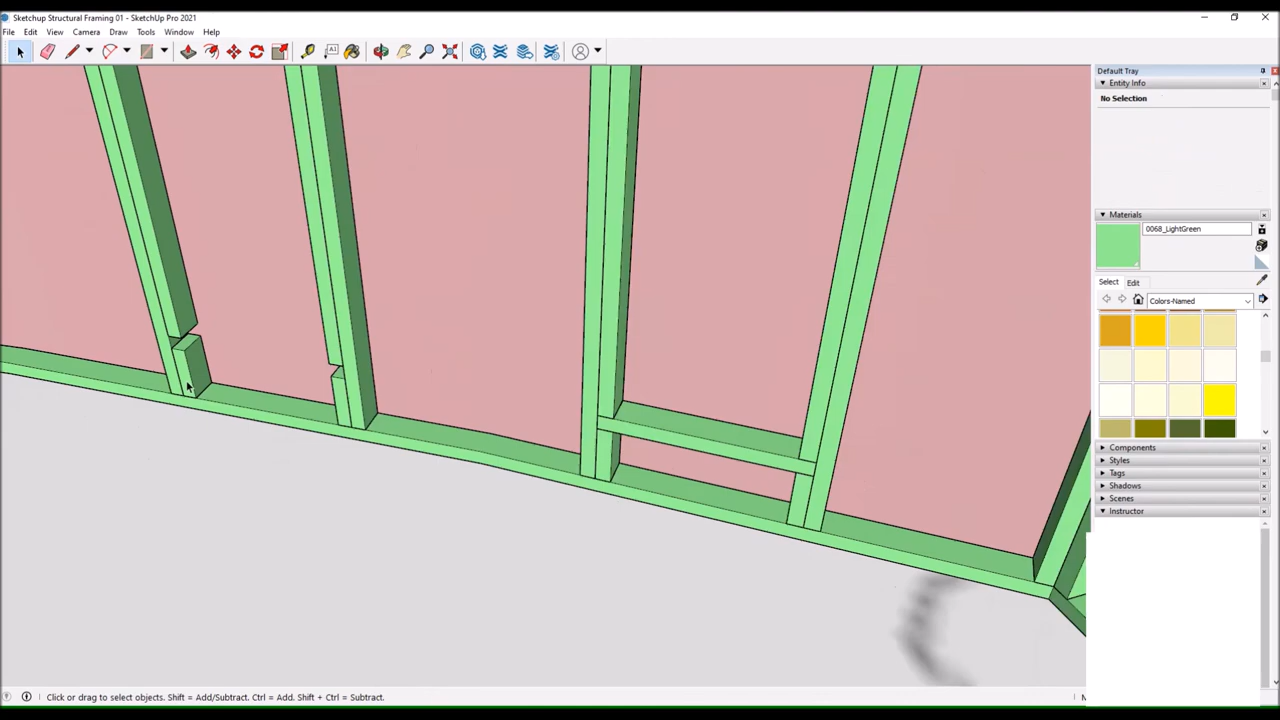 Sketchup Structural Framing 01 - SketchUp Pro 2021
File Edit View Camera Draw Tools Window Help
Default Tray
Entity Info
No Selection
Materials
0068_LightGreen
Select Edit
Colors-Named
Components
Styles
Tags
Shadows
Scenes
Instructor
Click or drag to select objects. Shift = Add/Subtract. Ctrl = Add. Shift + Ctrl = Subtract.